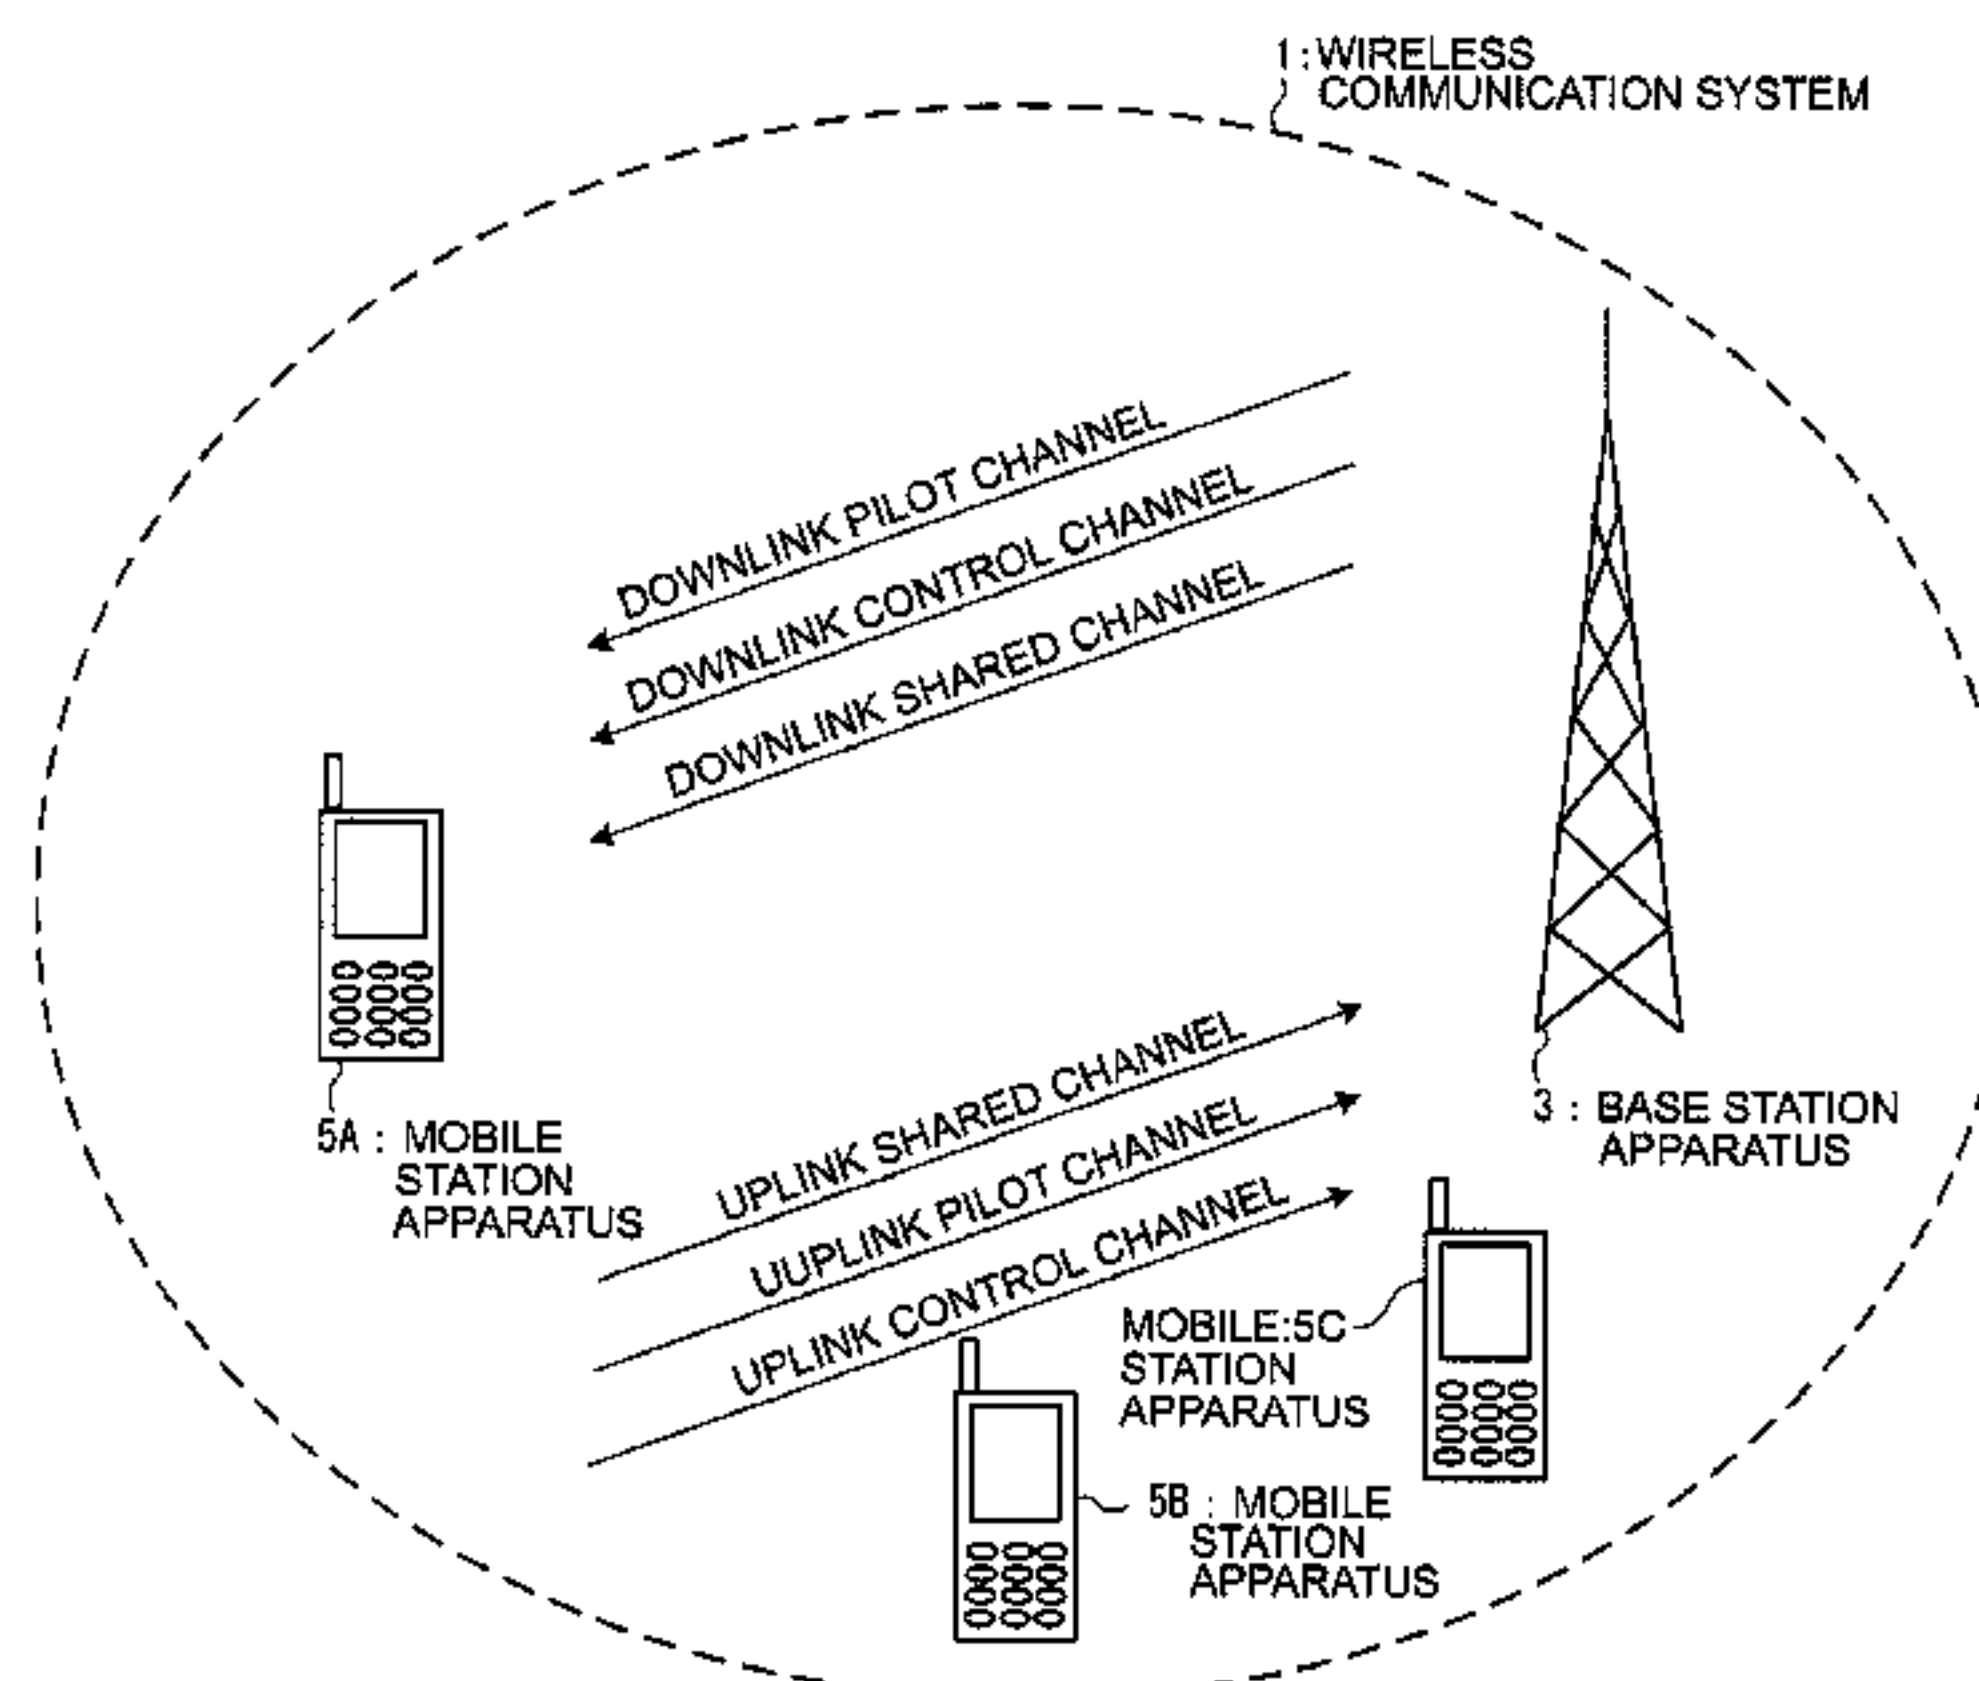 1:WIRELESS
COMMUNICATION SYSTEM
DOWNLINK PILOT CHANNEL
DOWNLINK CONTROL CHANNEL
DOWNLINK SHARED CHANNEL
5A : MOBILE
STATION
APPARATUS
3 : BASE STATION
APPARATUS
UPLINK SHARED CHANNEL
UUPLINK PILOT CHANNEL
UPLINK CONTROL CHANNEL
MOBILE:5C
STATION
APPARATUS
5B : MOBILE
STATION
APPARATUS